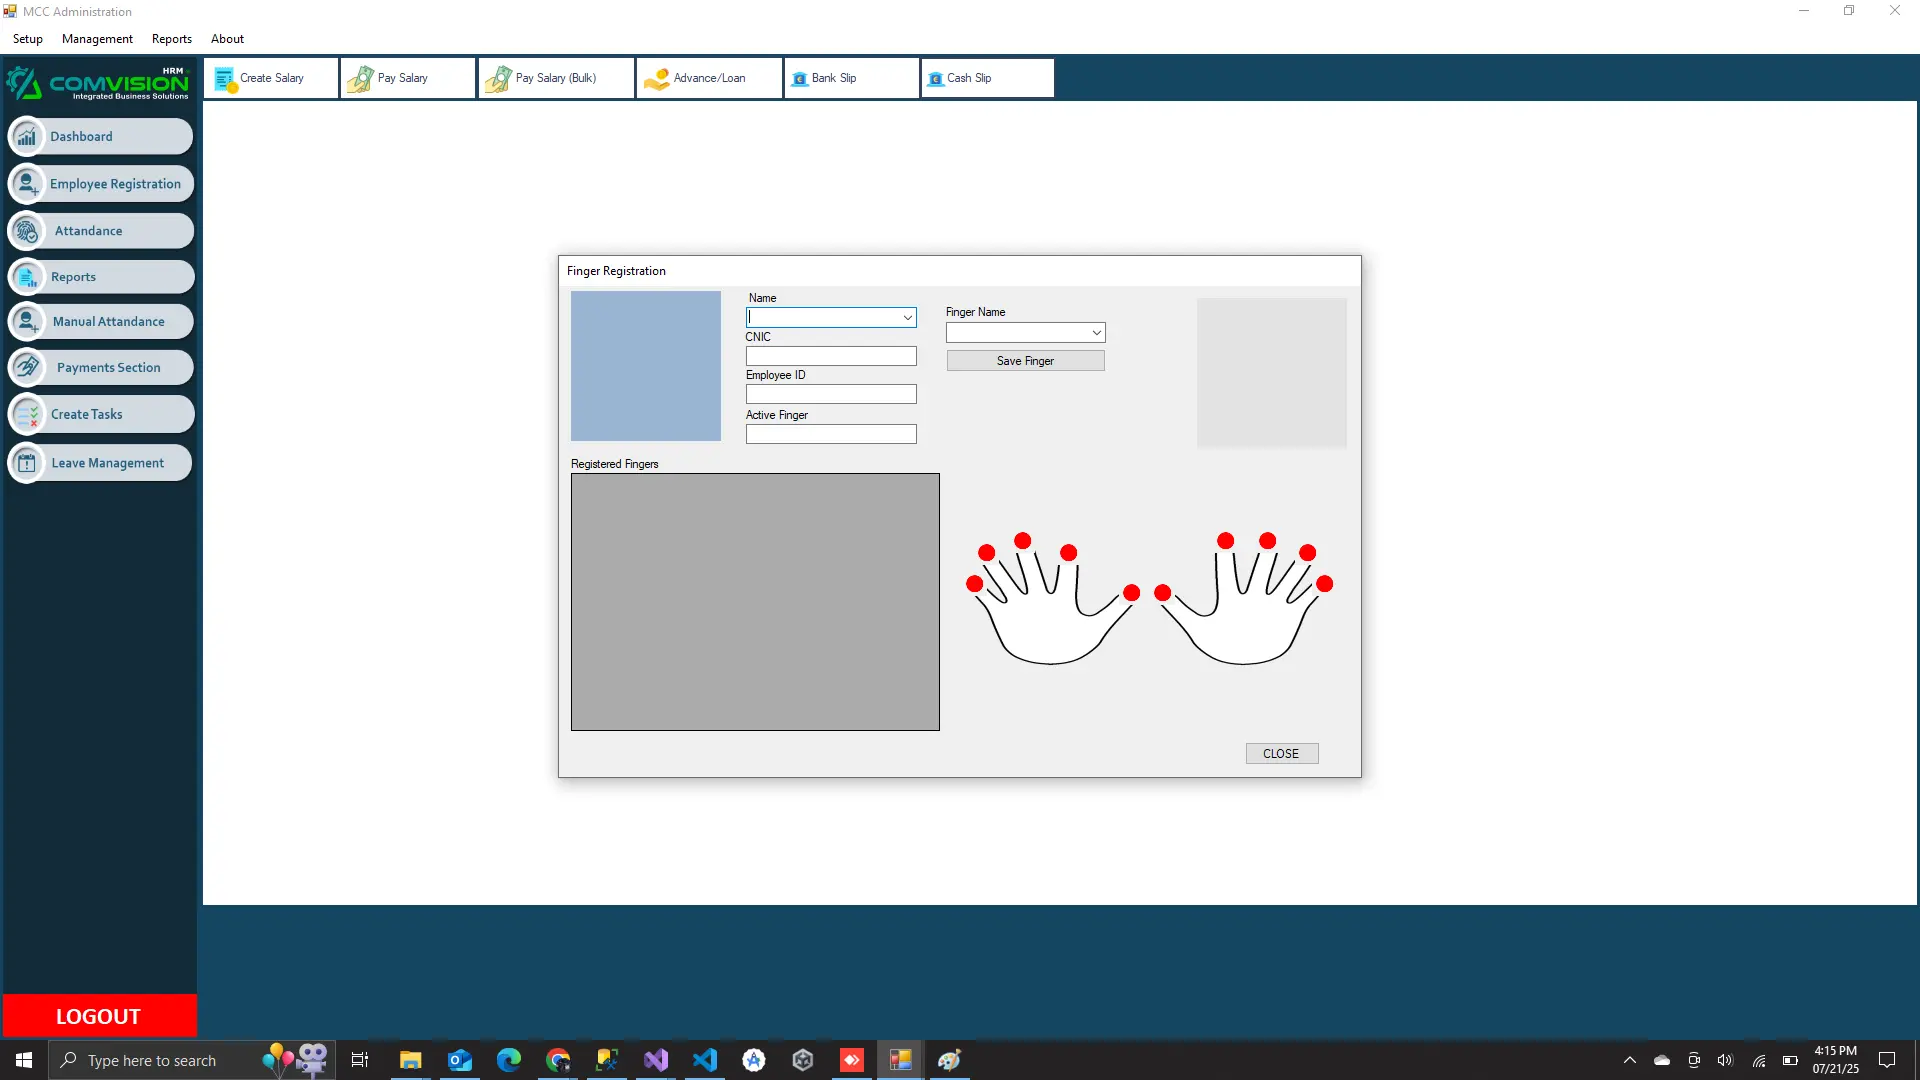 MCC Administration
Setup Management Reports About
HRM
COMVISION
Integrated Business Solutions
Create Salary
Pay Salary
Pay Salary (Bulk)
Advance/Loan
Bank Slip
Cash Slip
Dashboard
Employee Registration
Attandance
Reports
Manual Attandance
Payments Section
Create Tasks
Leave Management
Finger Registration
Name
CNIC
Employee ID
Active Finger
Finger Name
Save Finger
Registered Fingers
CLOSE
LOGOUT
Type here to search
4:15 PM
07/21/25